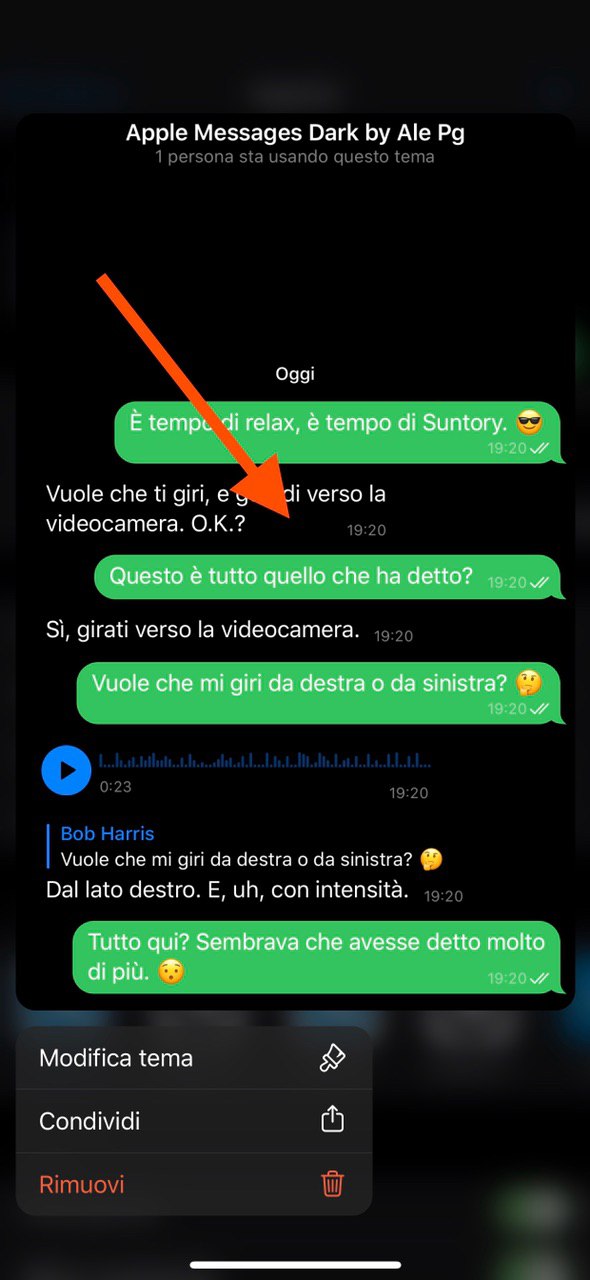 Apple Messages Dark by Ale Pg
1 persona sta usando questo tema
Oggi
È tempo di relax, è tempo di Suntory. 😎
19:20
Vuole che ti giri, e di verso la
videocamera. O.K.? 19:20
Questo è tutto quello che ha detto? 19:20
Sì, girati verso la videocamera. 19:20
Vuole che mi giri da destra o da sinistra? 🤔
19:20
0:23 19:20
Bob Harris
Vuole che mi giri da destra o da sinistra? 🤔
Dal lato destro. E, uh, con intensità. 19:20
Tutto qui? Sembrava che avesse detto molto
di più. 😯 19:20
Modifica tema
Condividi
Rimuovi